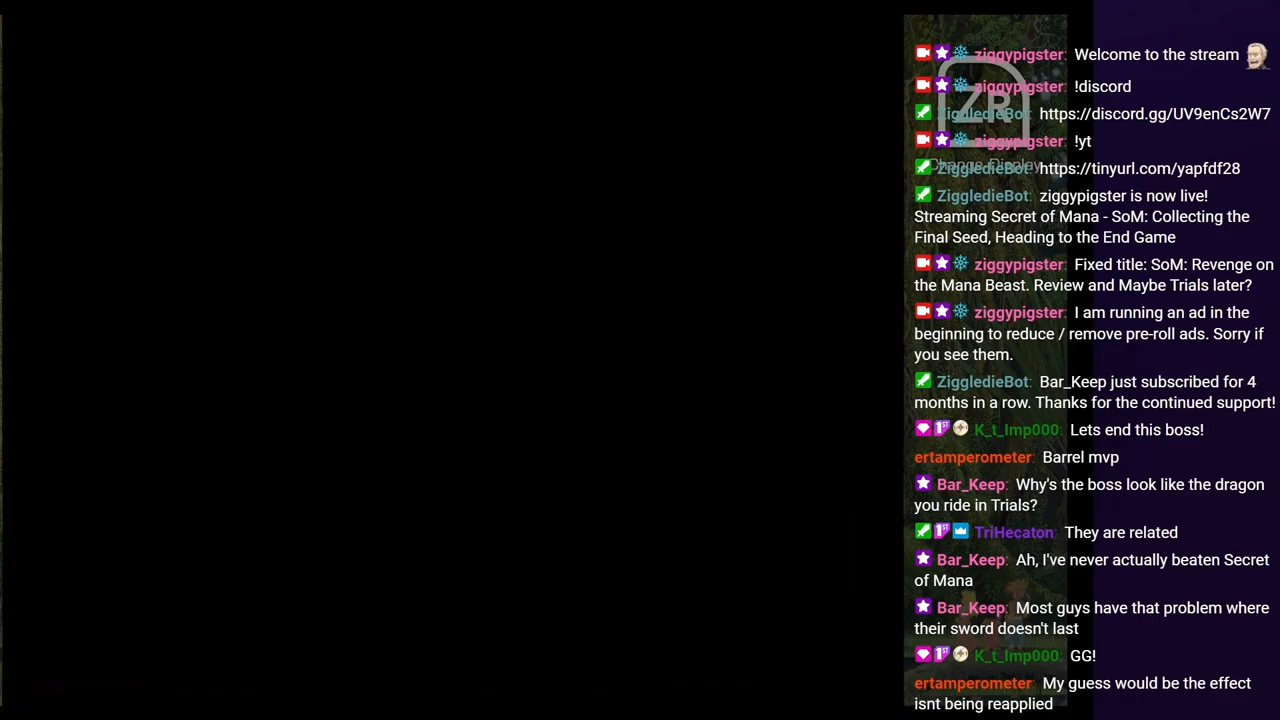 ziggypigster: Welcome to the stream
ziggypigster: !discord
ZR
ZiggledieBot: https://discord.gg/UV9enCs2W7
ziggypigster: !yt
Change Display
ZiggledieBot: https://tinyurl.com/yapfdf28
ZiggledieBot: ziggypigster is now live!
Streaming Secret of Mana - SoM: Collecting the
Final Seed, Heading to the End Game
ziggypigster: Fixed title: SoM: Revenge on
the Mana Beast. Review and Maybe Trials later?
ziggypigster: I am running an ad in the
beginning to reduce / remove pre-roll ads. Sorry if
you see them.
ZiggledieBot: Bar_Keep just subscribed for 4
months in a row. Thanks for the continued support!
1ST K_t_Imp000: Lets end this boss!
ertamperometer: Barrel mvp
Bar_Keep: Why's the boss look like the dragon
you ride in Trials?
1ST TriHecaton: They are related
Bar_Keep: Ah, I've never actually beaten Secret
of Mana
Bar_Keep: Most guys have that problem where
their sword doesn't last
1ST K_t_Imp000: GG!
ertamperometer: My guess would be the effect
isnt being reapplied